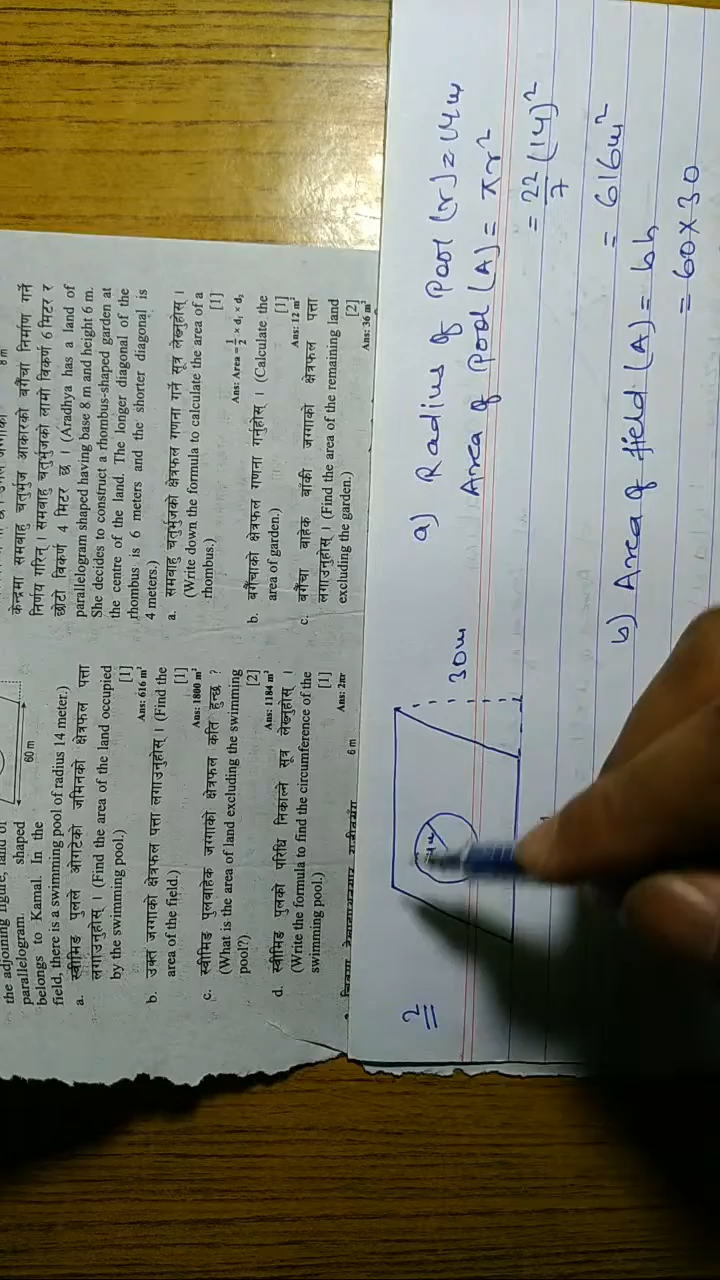 60 m
the adjoining figure, land of
parallelogram shaped
belongs to Kamal. In the
field, there is a swimming pool of radius 14 meter.)
a. स्वीमिङ पुलले ओगटेको जमिनको क्षेत्रफल पत्ता
लगाउनुहोस् । (Find the area of the land occupied
by the swimming pool.) [1]
Ans: 616 m²
b. उक्त जग्गाको क्षेत्रफल पत्ता लगाउनुहोस् । (Find the
area of the field.) [1]
Ans: 1800 m²
c. स्वीमिङ पुलबाहेक जग्गाको क्षेत्रफल कति हुन्छ ?
(What is the area of land excluding the swimming
pool?). [2]
Ans: 1184 m²
d. स्वीमिङ पुलको परिधि निकाल्ने सूत्र लेख्नुहोस् ।
(Write the formula to find the circumference of the
swimming pool.) [1]
Ans: 2πr
6 m
8 m
केन्द्रमा समबाहु चतुर्भुज आकारको बगैँचा निर्माण गर्ने
निर्णय गरिन् । समबाहु चतुर्भुजको लामो विकर्ण 6 मिटर र
छोटो विकर्ण 4 मिटर छ । (Aradhya has a land of
parallelogram shaped having base 8 m and height 6 m.
She decides to construct a rhombus-shaped garden at
the centre of the land. The longer diagonal of the
rhombus is 6 meters and the shorter diagonal is
4 meters.)
a. समबाहु चतुर्भुजको क्षेत्रफल गणना गर्ने सूत्र लेख्नुहोस् ।
(Write down the formula to calculate the area of a
rhombus.) [1]
Ans: Area = 1/2 × d₁ × d₂
b. बगैँचाको क्षेत्रफल गणना गर्नुहोस् । (Calculate the
area of garden.) [1]
Ans: 12 m²
c. बगैँचा बाहेक बाँकी जग्गाको क्षेत्रफल पत्ता
लगाउनुहोस् । (Find the area of the remaining land
excluding the garden.) [2]
Ans: 36 m²
2
30m
a) Radius of Pool (r) = 14m
Area of Pool (A) = πr²
= 22/7 (14)²
= 616m²
b) Area of field (A) = bh
= 60×30